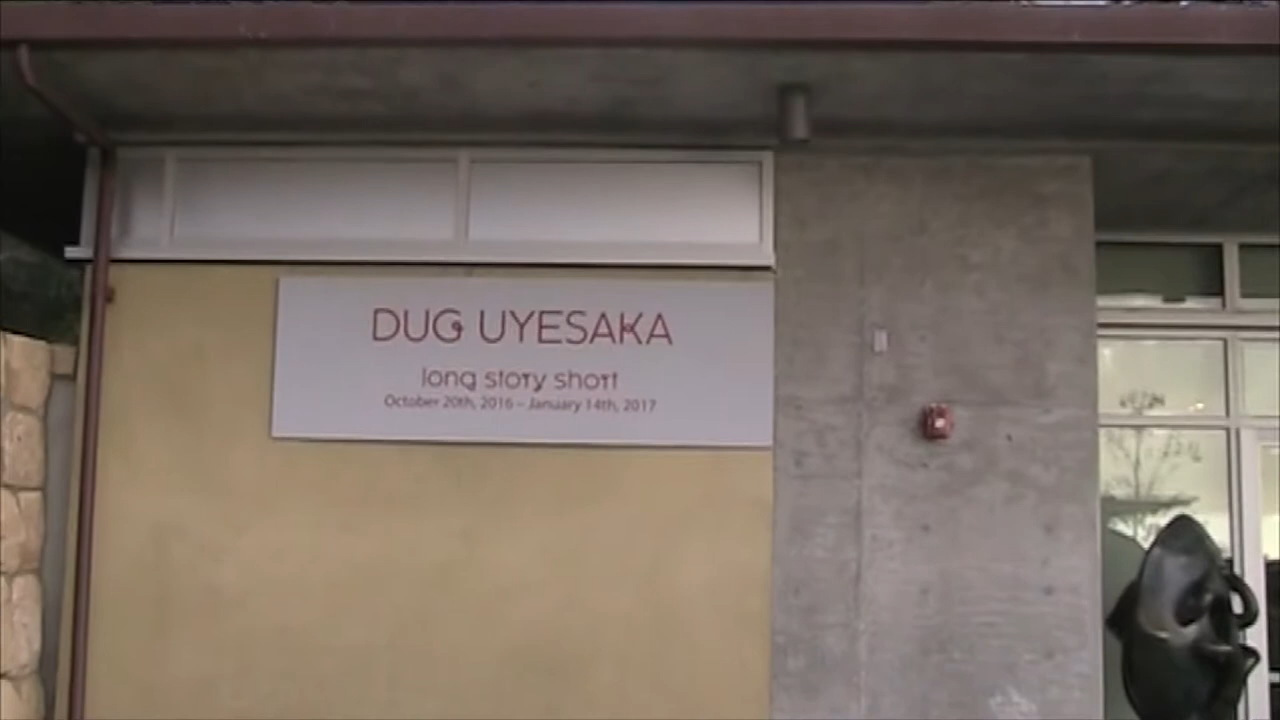 DUG UYESAKA
long story short
October 20th, 2016 – January 14th, 2017